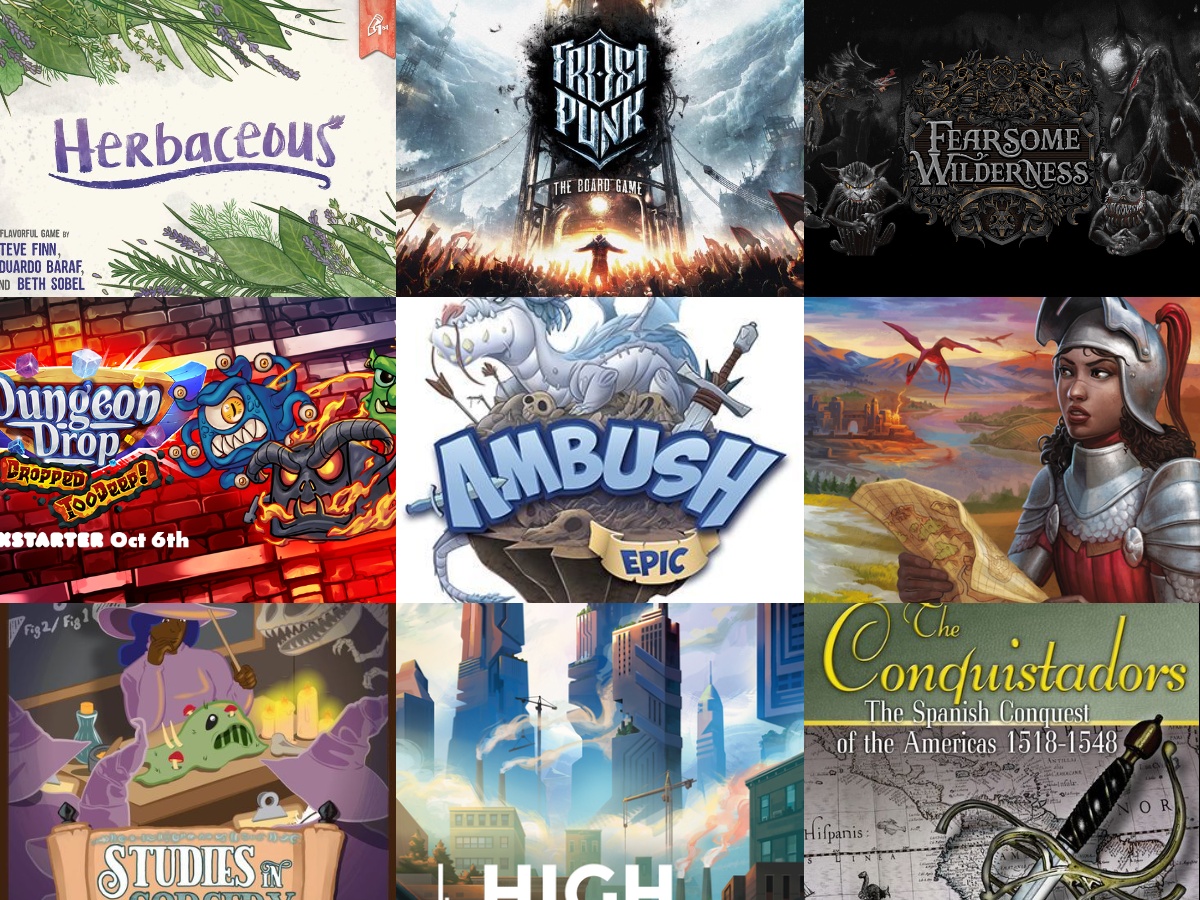 Herbaceous
FLAVORFUL GAME BY
TEVE FINN,
DUARDO BARAF,
ND BETH SOBEL
FROST
PUNK
THE BOARD GAME
FEARSOME
WILDERNESS
Dungeon
Drop
DROPPED
TOO DEEP!
KSTARTER Oct 6th
AMBUSH
EPIC
Fig 2/ Fig 1
STUDIES IN
SORCERY
HIGH
The
Conquistadors
The Spanish Conquest
of the Americas 1518-1548
Hispanis:
NOR